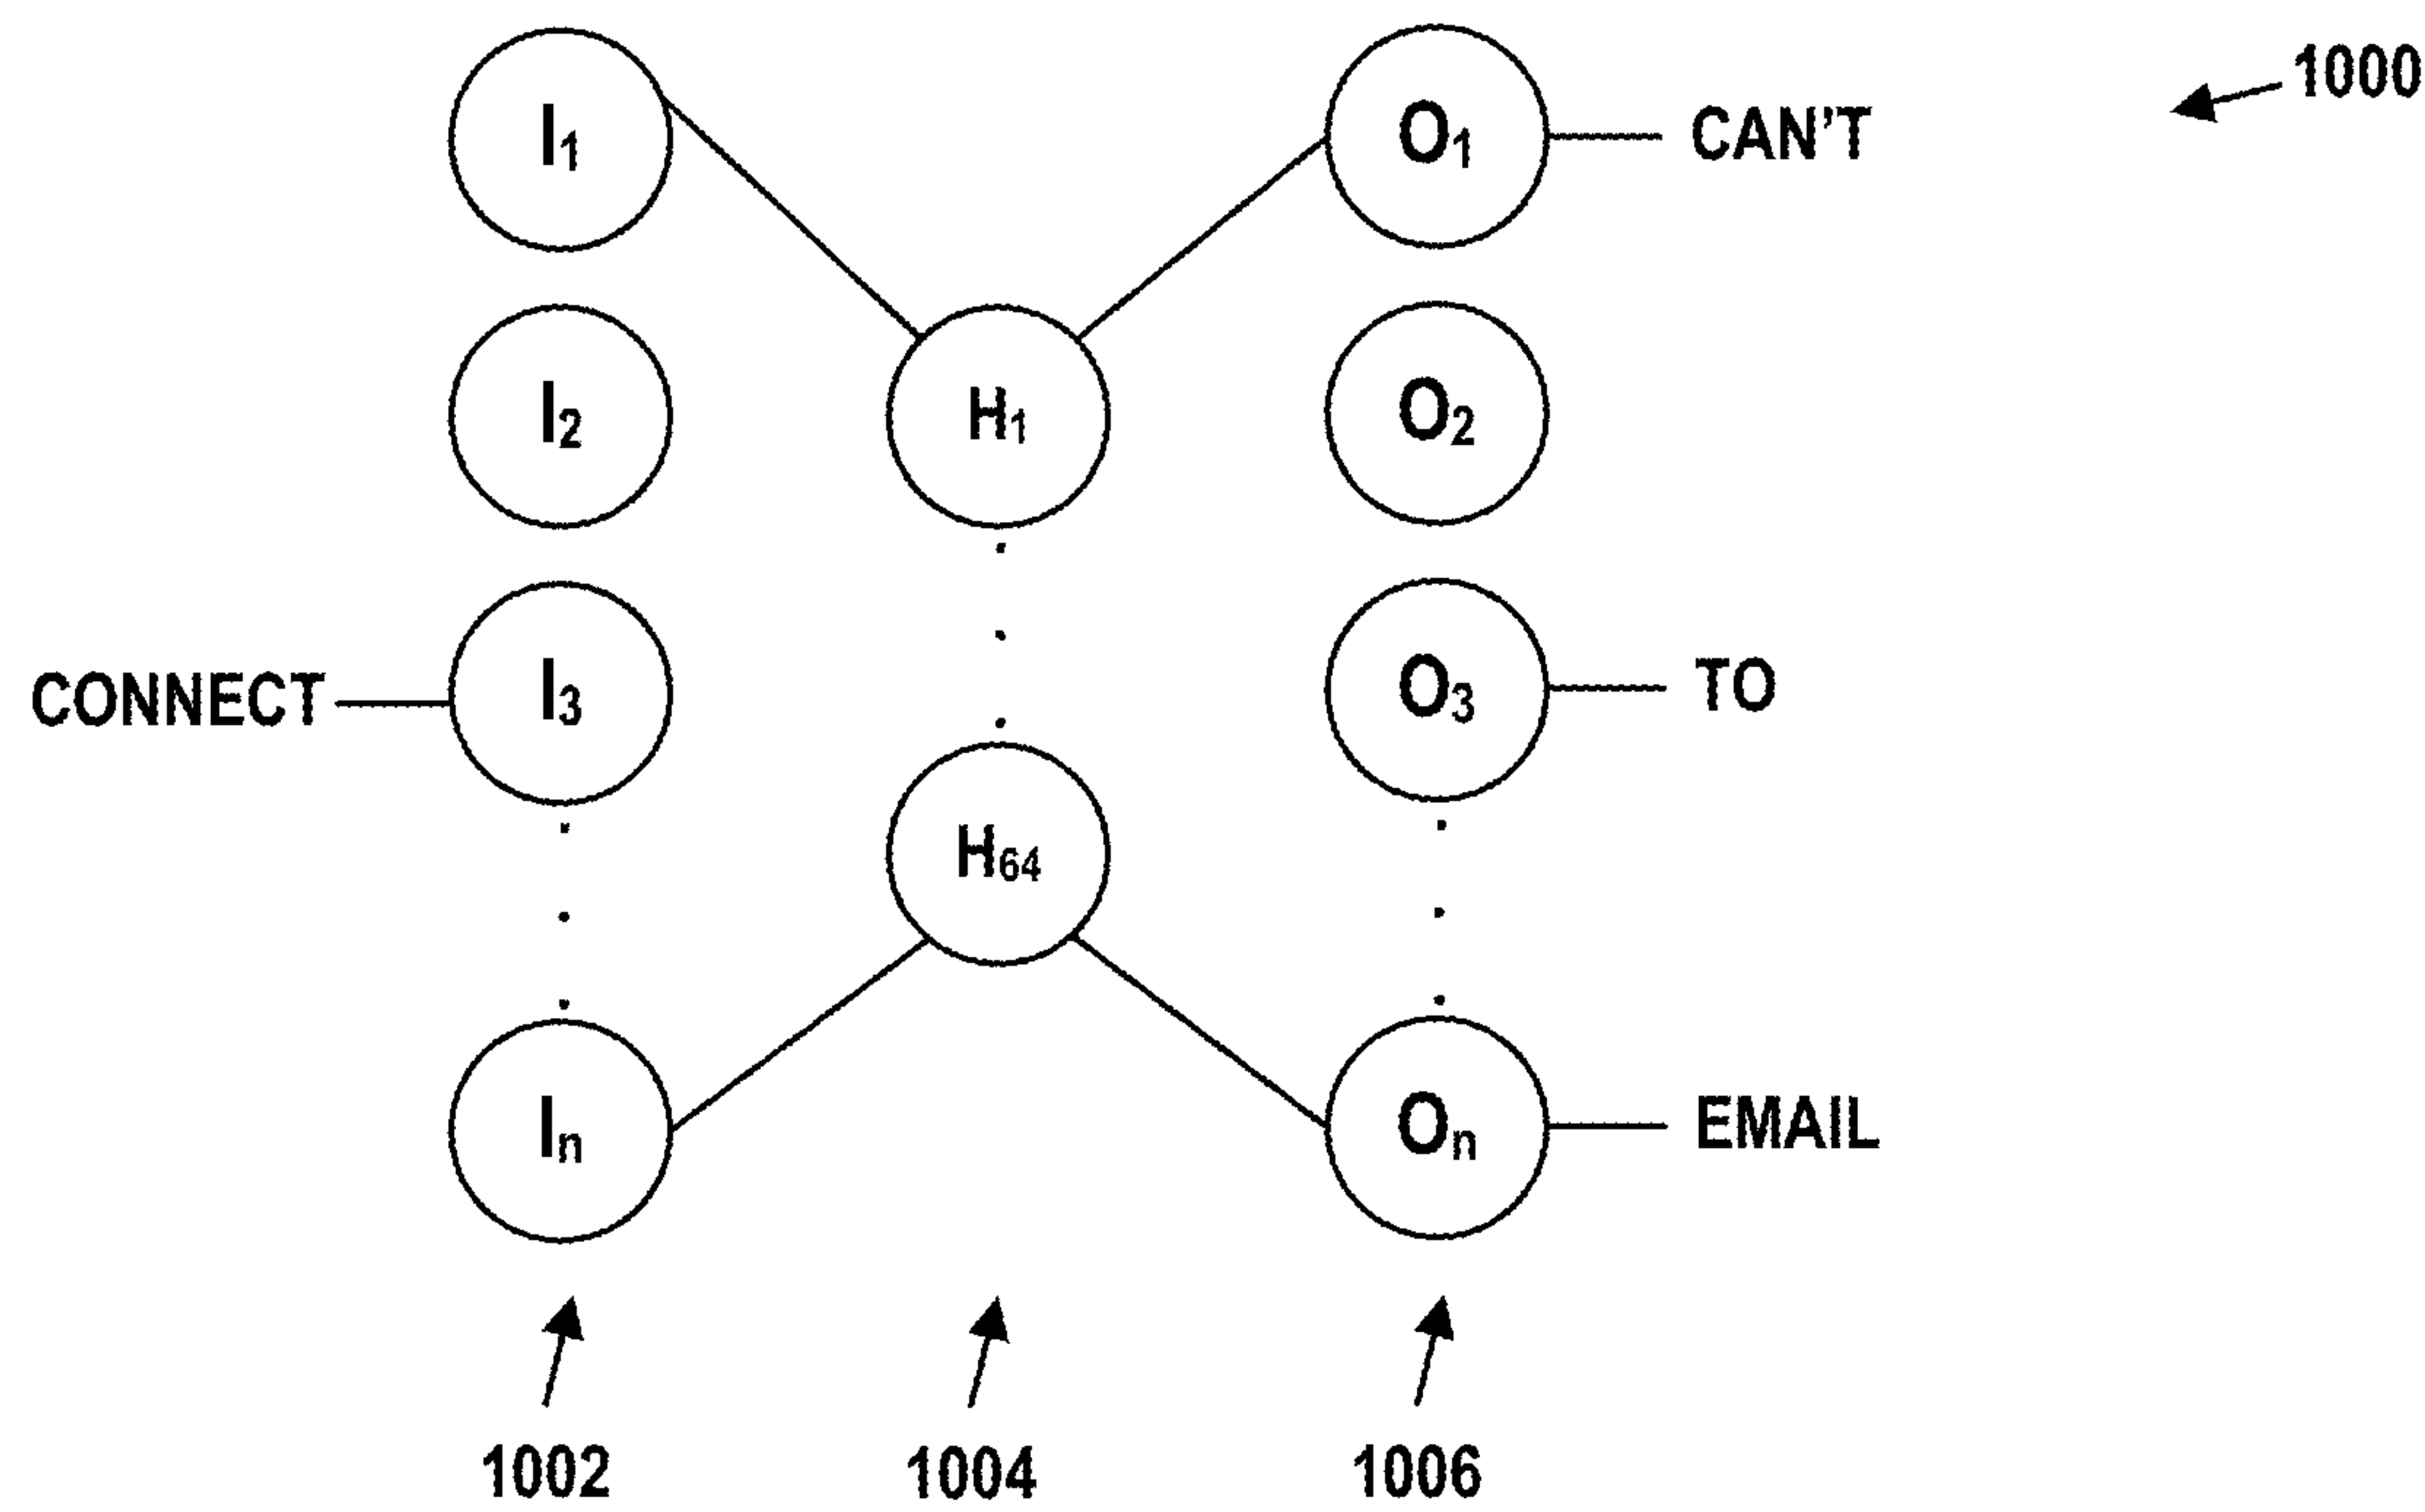 1000
I1
O1
CAN'T
I2
H1
O2
CONNECT
I3
O3
TO
H64
In
On
EMAIL
1002
1004
1006